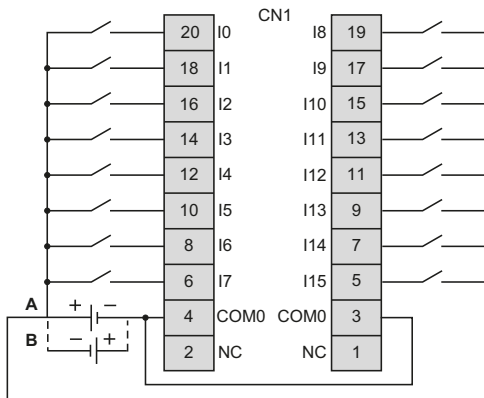 CN1
20 I0 I8 19
18 I1 I9 17
16 I2 I10 15
14 I3 I11 13
12 I4 I12 11
10 I5 I13 9
8 I6 I14 7
6 I7 I15 5
A + − 4 COM0 COM0 3
B − + 2 NC NC 1